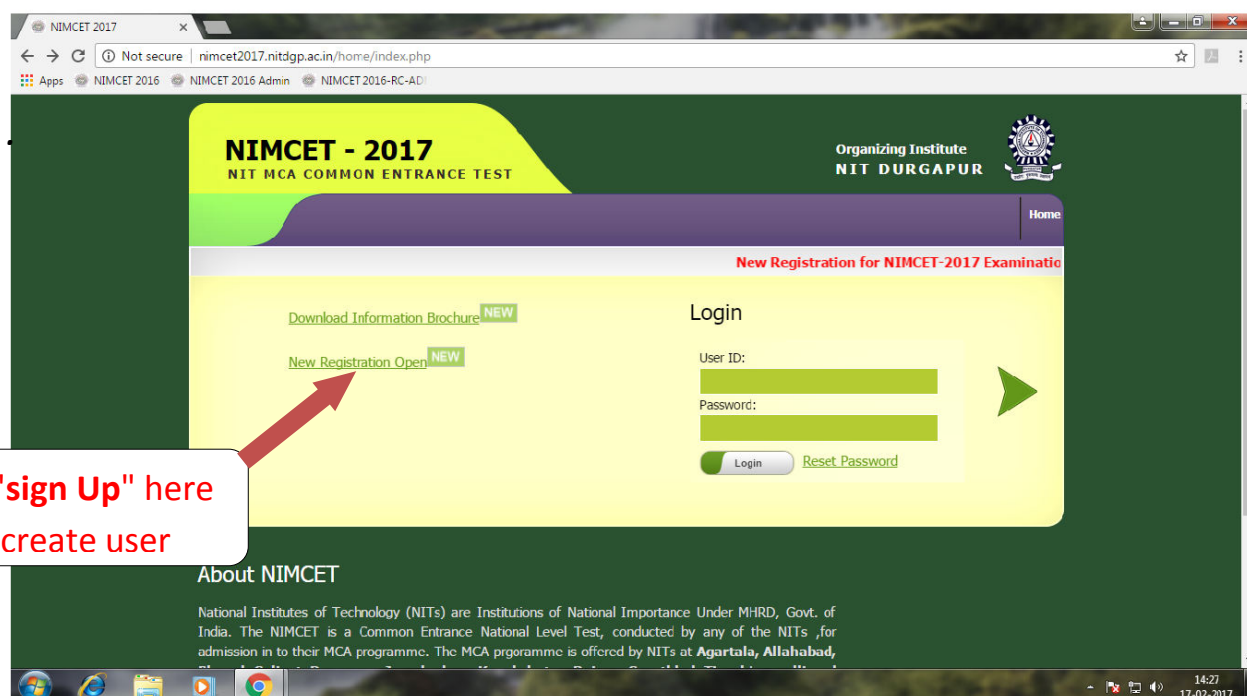 NIMCET 2017
Not secure | nimcet2017.nitdgp.ac.in/home/index.php
Apps NIMCET 2016 NIMCET 2016 Admin NIMCET 2016-RC-AD
NIMCET - 2017
NIT MCA COMMON ENTRANCE TEST
Organizing Institute
NIT DURGAPUR
Home
New Registration for NIMCET-2017 Examinatio
Download Information Brochure NEW
New Registration Open NEW
Login
User ID:
Password:
Login Reset Password
"sign Up" here
create user
About NIMCET
National Institutes of Technology (NITs) are Institutions of National Importance Under MHRD, Govt. of
India. The NIMCET is a Common Entrance National Level Test, conducted by any of the NITs ,for
admission in to their MCA programme. The MCA prgoramme is offered by NITs at Agartala, Allahabad,
14:27
17-02-2017